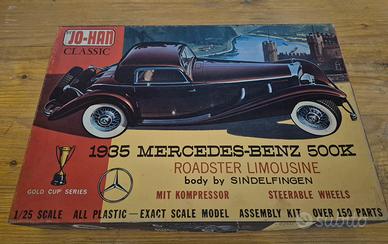 JO-HAN
CLASSIC
1935 MERCEDES-BENZ 500K
ROADSTER LIMOUSINE
body by SINDELFINGEN
MIT KOMPRESSOR STEERABLE WHEELS
GOLD CUP SERIES
1/25 SCALE ALL PLASTIC—EXACT SCALE MODEL ASSEMBLY KIT OVER 150 PARTS
subito